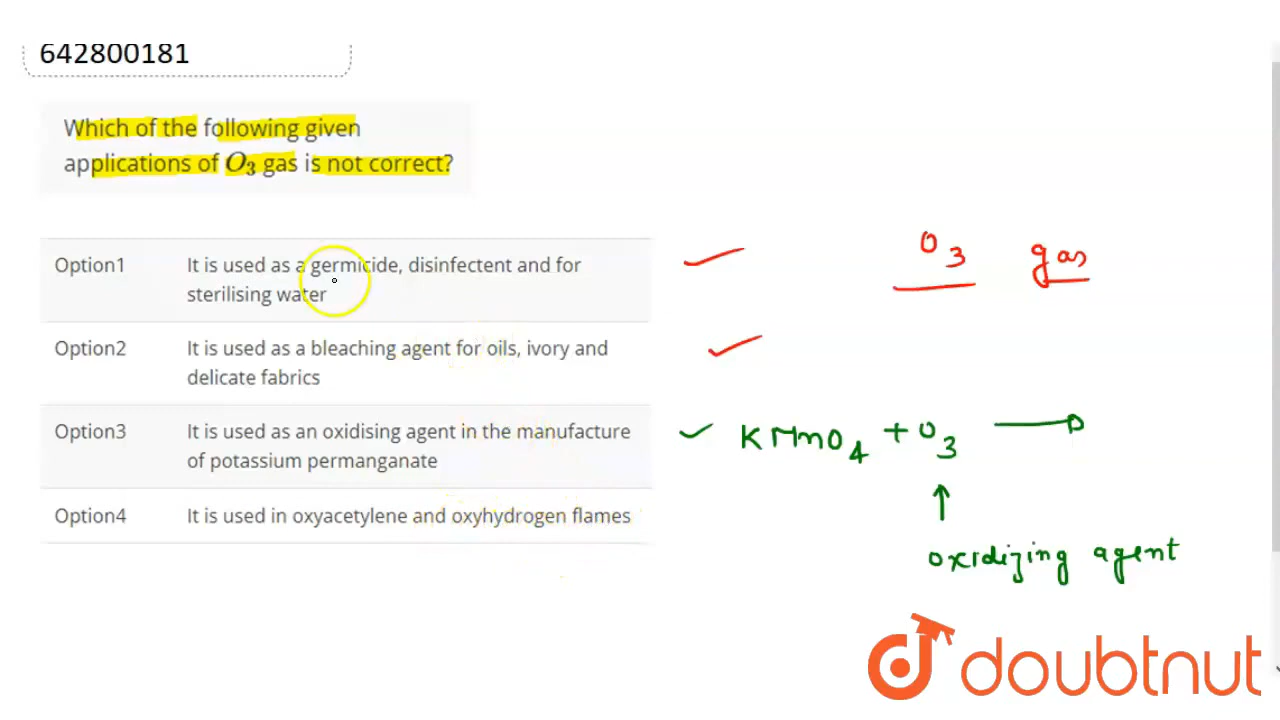 642800181
Which of the following given
applications of O₃ gas is not correct?
Option1 It is used as a germicide, disinfectent and for
sterilising water
Option2 It is used as a bleaching agent for oils, ivory and
delicate fabrics
Option3 It is used as an oxidising agent in the manufacture
of potassium permanganate
Option4 It is used in oxyacetylene and oxyhydrogen flames
O₃ gas
KMnO₄ + O₃ →
↑
oxidizing agent
doubtnut